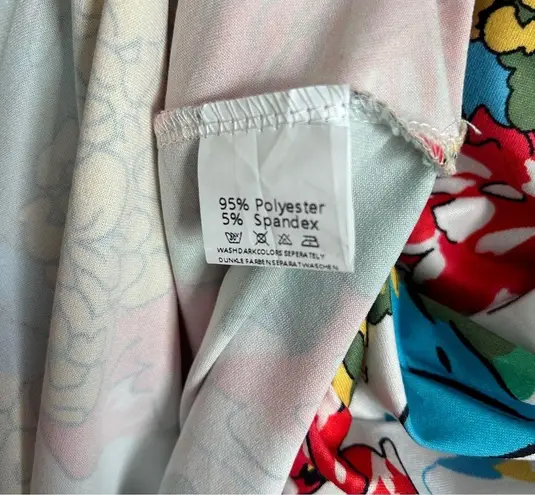 95% Polyester
5% Spandex
WASH DARK COLORS SEPERATELY
DUNKLE FARBEN SEPARAT WASCHEN